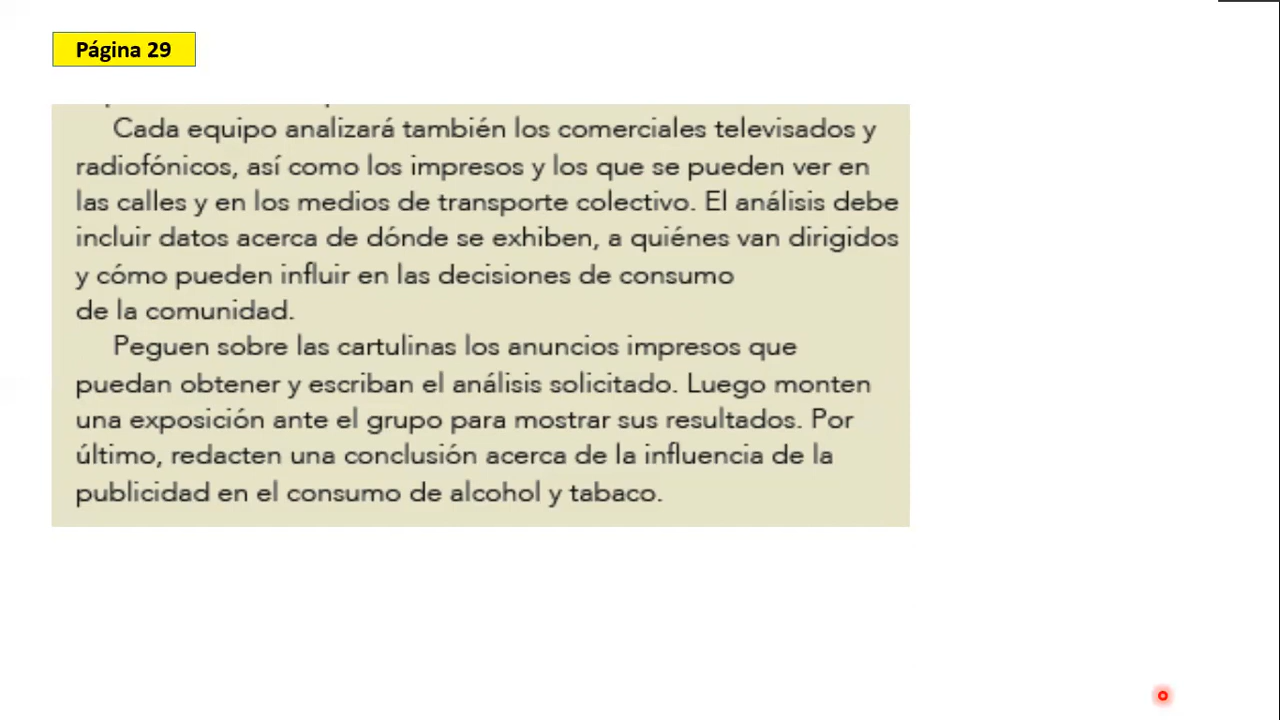 Página 29
Cada equipo analizará también los comerciales televisados y
radiofónicos, así como los impresos y los que se pueden ver en
las calles y en los medios de transporte colectivo. El análisis debe
incluir datos acerca de dónde se exhiben, a quiénes van dirigidos
y cómo pueden influir en las decisiones de consumo
de la comunidad.
Peguen sobre las cartulinas los anuncios impresos que
puedan obtener y escriban el análisis solicitado. Luego monten
una exposición ante el grupo para mostrar sus resultados. Por
último, redacten una conclusión acerca de la influencia de la
publicidad en el consumo de alcohol y tabaco.